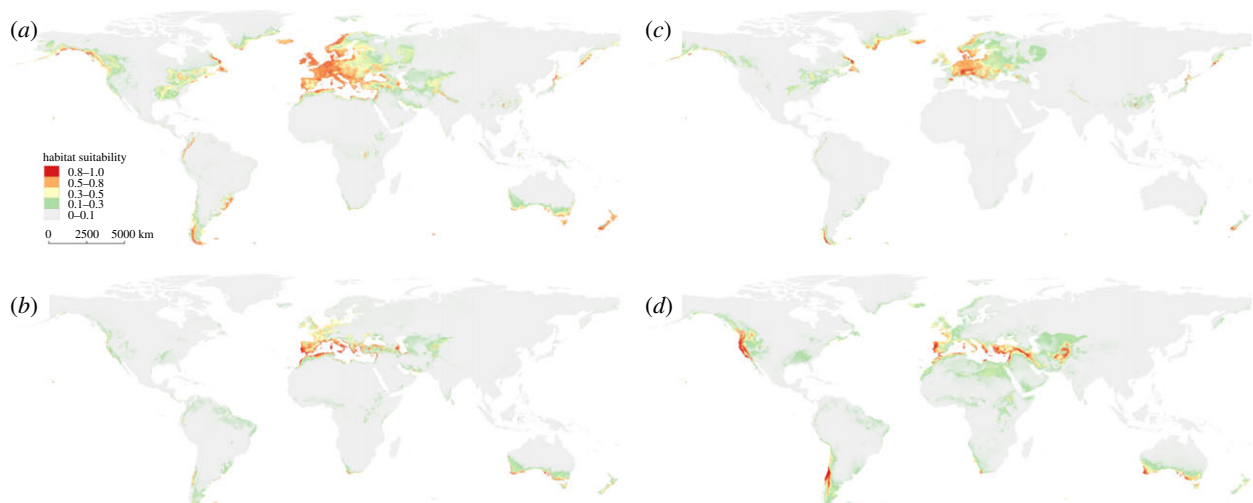 (a)
(c)
habitat suitability
0.8–1.0
0.5–0.8
0.3–0.5
0.1–0.3
0–0.1
0 2500 5000 km
(b)
(d)